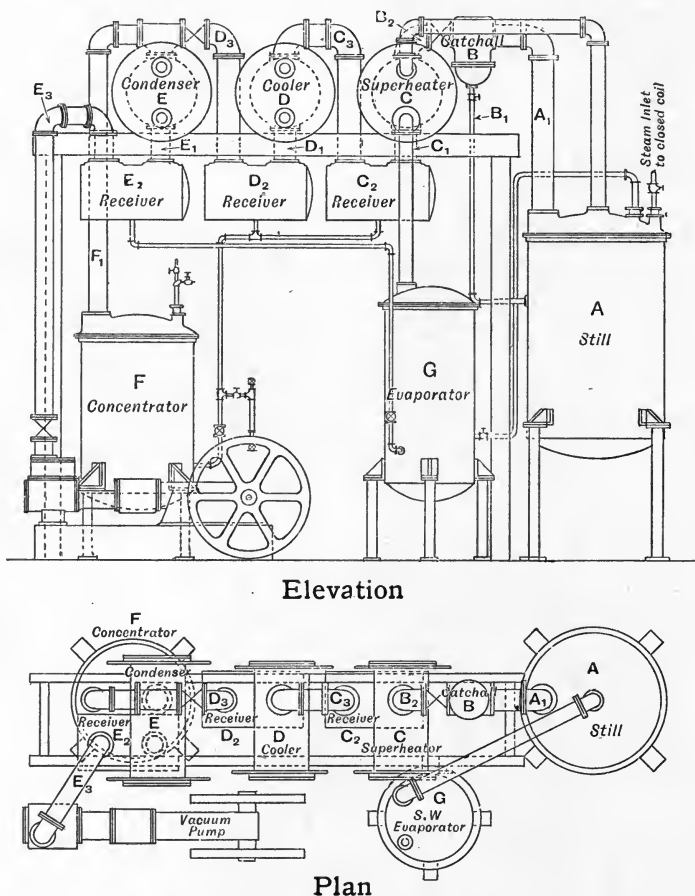 B2
Catchall
B
D3
C3
Condenser
E
Cooler
D
Superheater
C
E3
A1
B1
Steam Inlet
to closed coil
E1
D1
C1
E2
Receiver
D2
Receiver
C2
Receiver
F1
A
Still
F
Concentrator
G
Evaporator
Elevation
F
Concentrator
Condenser
A
Catchall
B
D3
C3
B2
A1
Receiver
E
Receiver
D
Receiver
C
Still
E2
D2
Cooler
C2
Superheater
E3
G
S.W
Evaporator
Vacuum
Pump
Plan